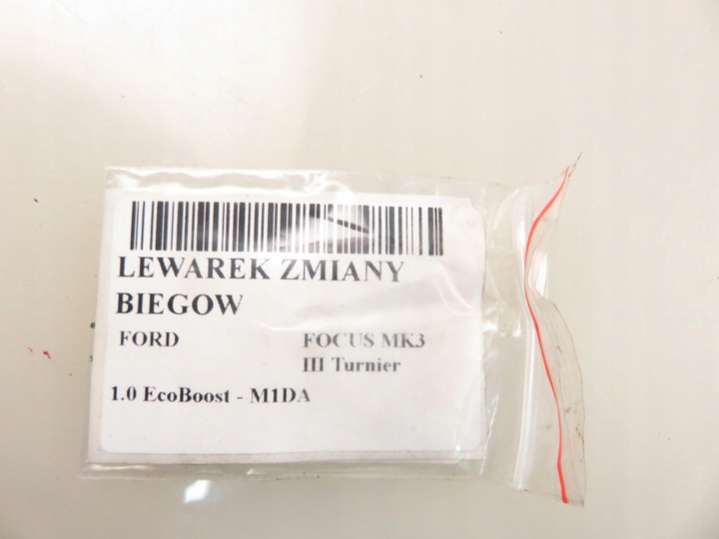 LEWAREK ZMIANY
BIEGOW
FORD FOCUS MK3
III Turnier
1.0 EcoBoost - M1DA